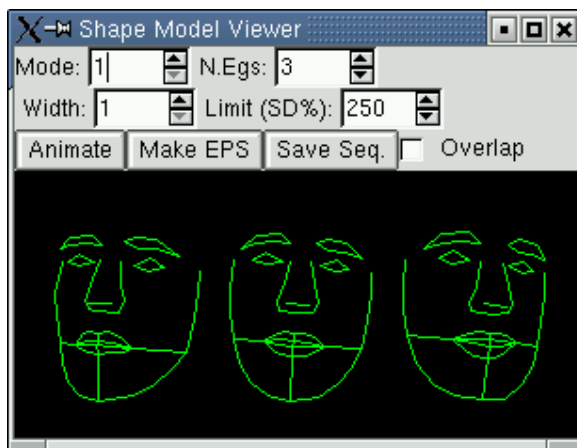 Shape Model Viewer
Mode: 1 N.Egs: 3
Width: 1 Limit (SD%): 250
Animate Make EPS Save Seq. Overlap